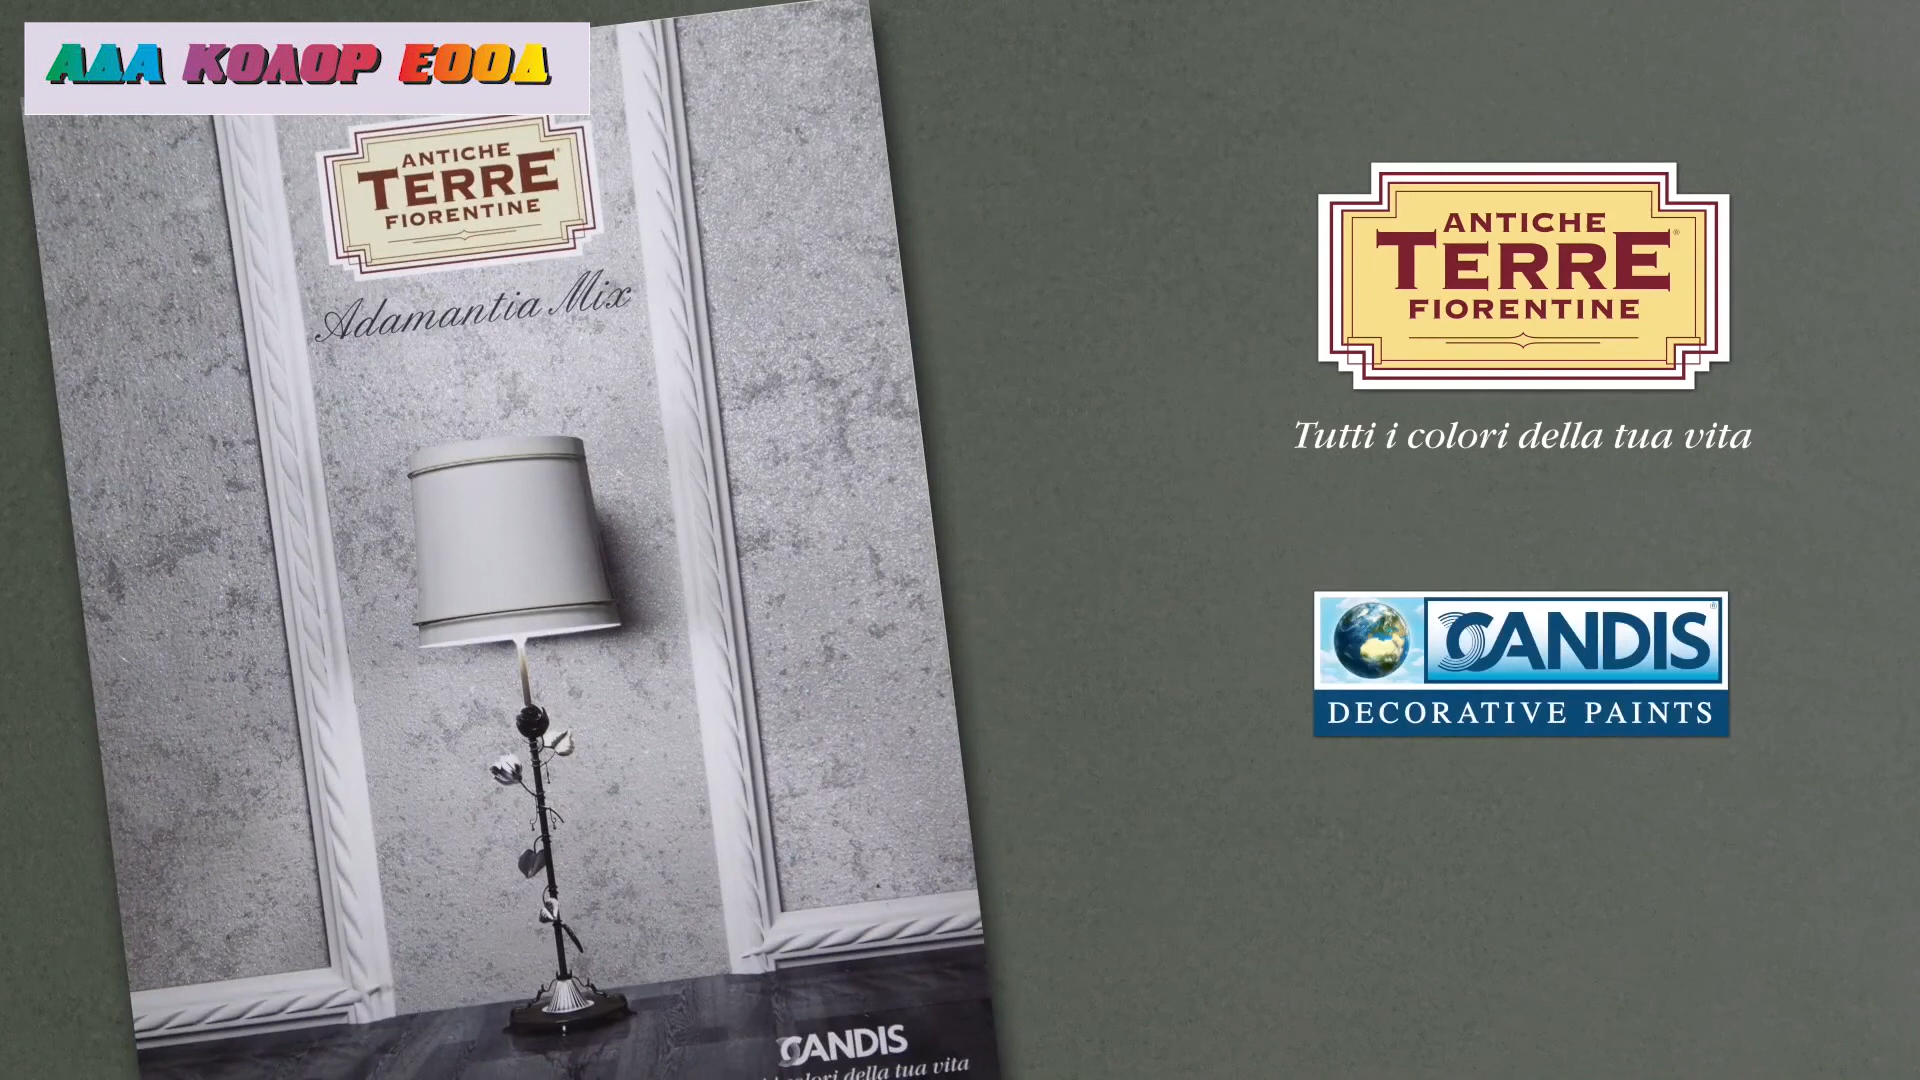 АДА КОЛОР ЕООД
ANTICHE
TERRE®
FIORENTINE
Adamantia Mix
CANDIS
colori della tua vita
ANTICHE
TERRE®
FIORENTINE
Tutti i colori della tua vita
CANDIS®
DECORATIVE PAINTS